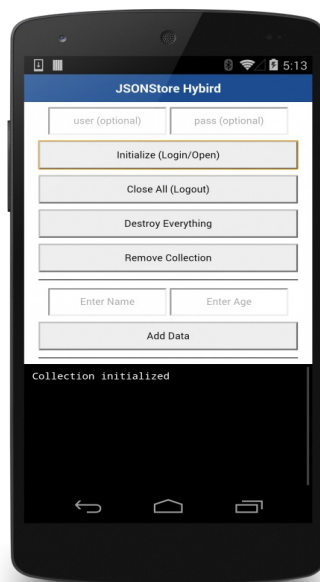 5:13
JSONStore Hybird
user (optional) pass (optional)
Initialize (Login/Open)
Close All (Logout)
Destroy Everything
Remove Collection
Enter Name Enter Age
Add Data
Collection initialized